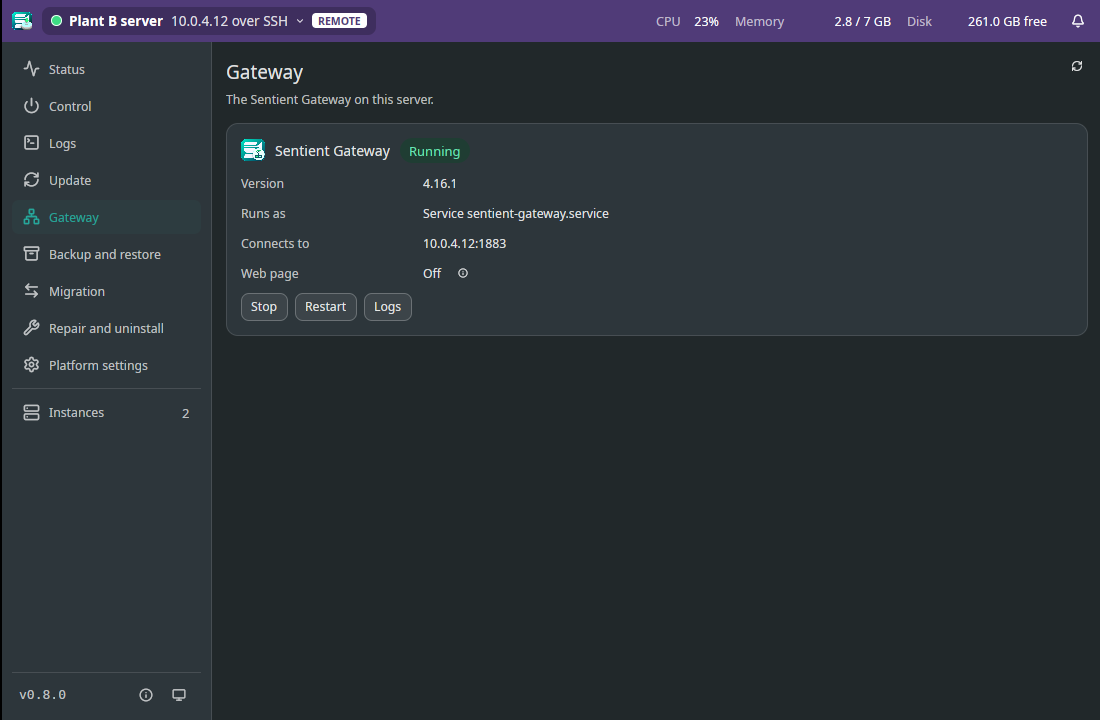 Plant B server 10.0.4.12 over SSH REMOTE CPU 23% Memory 2.8 / 7 GB Disk 261.0 GB free
Status
Control
Logs
Update
Gateway
Backup and restore
Migration
Repair and uninstall
Platform settings
Instances 2
v0.8.0
Gateway
The Sentient Gateway on this server.
Sentient Gateway Running
Version 4.16.1
Runs as Service sentient-gateway.service
Connects to 10.0.4.12:1883
Web page Off
Stop Restart Logs